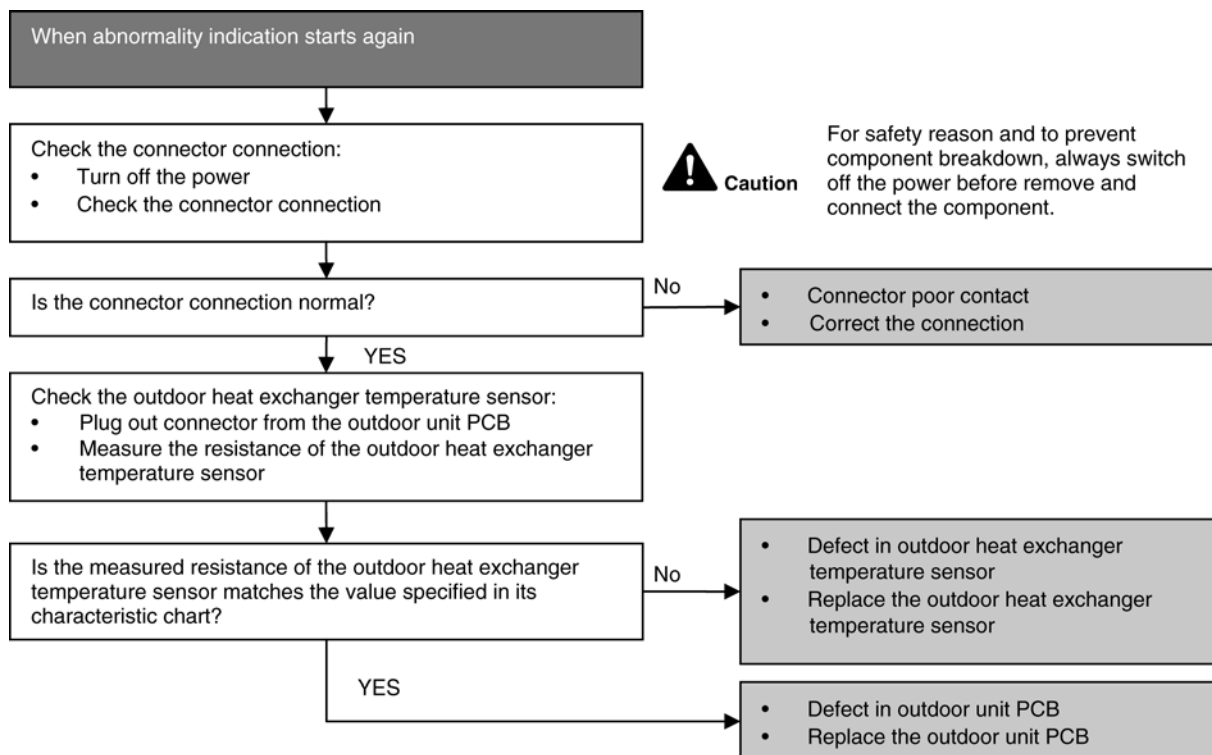 When abnormality indication starts again
Check the connector connection:
• Turn off the power
• Check the connector connection
Caution
For safety reason and to prevent
component breakdown, always switch
off the power before remove and
connect the component.
Is the connector connection normal?
No
• Connector poor contact
• Correct the connection
YES
Check the outdoor heat exchanger temperature sensor:
• Plug out connector from the outdoor unit PCB
• Measure the resistance of the outdoor heat exchanger
temperature sensor
Is the measured resistance of the outdoor heat exchanger
temperature sensor matches the value specified in its
characteristic chart?
No
• Defect in outdoor heat exchanger
temperature sensor
• Replace the outdoor heat exchanger
temperature sensor
YES
• Defect in outdoor unit PCB
• Replace the outdoor unit PCB